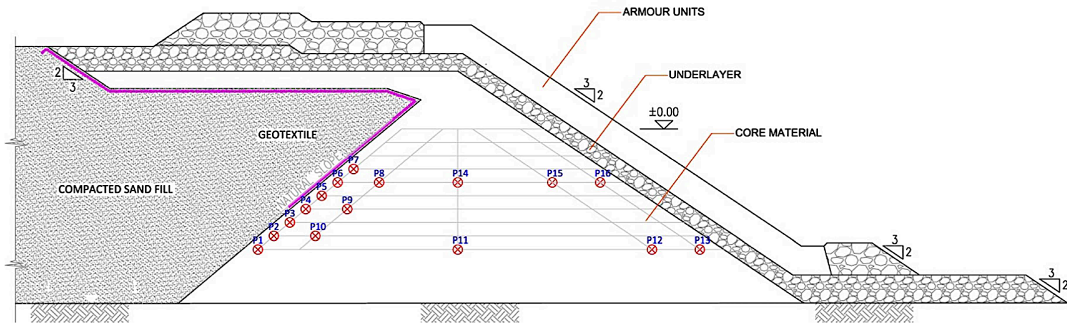 ARMOUR UNITS
2
3
3
2
UNDERLAYER
±0.00
GEOTEXTILE
CORE MATERIAL
P7
P6
P8
P14
P15
P16
COMPACTED SAND FILL
P5
P4
P9
P3
P2
P10
P1
P11
P12
P13
3
2
3
2